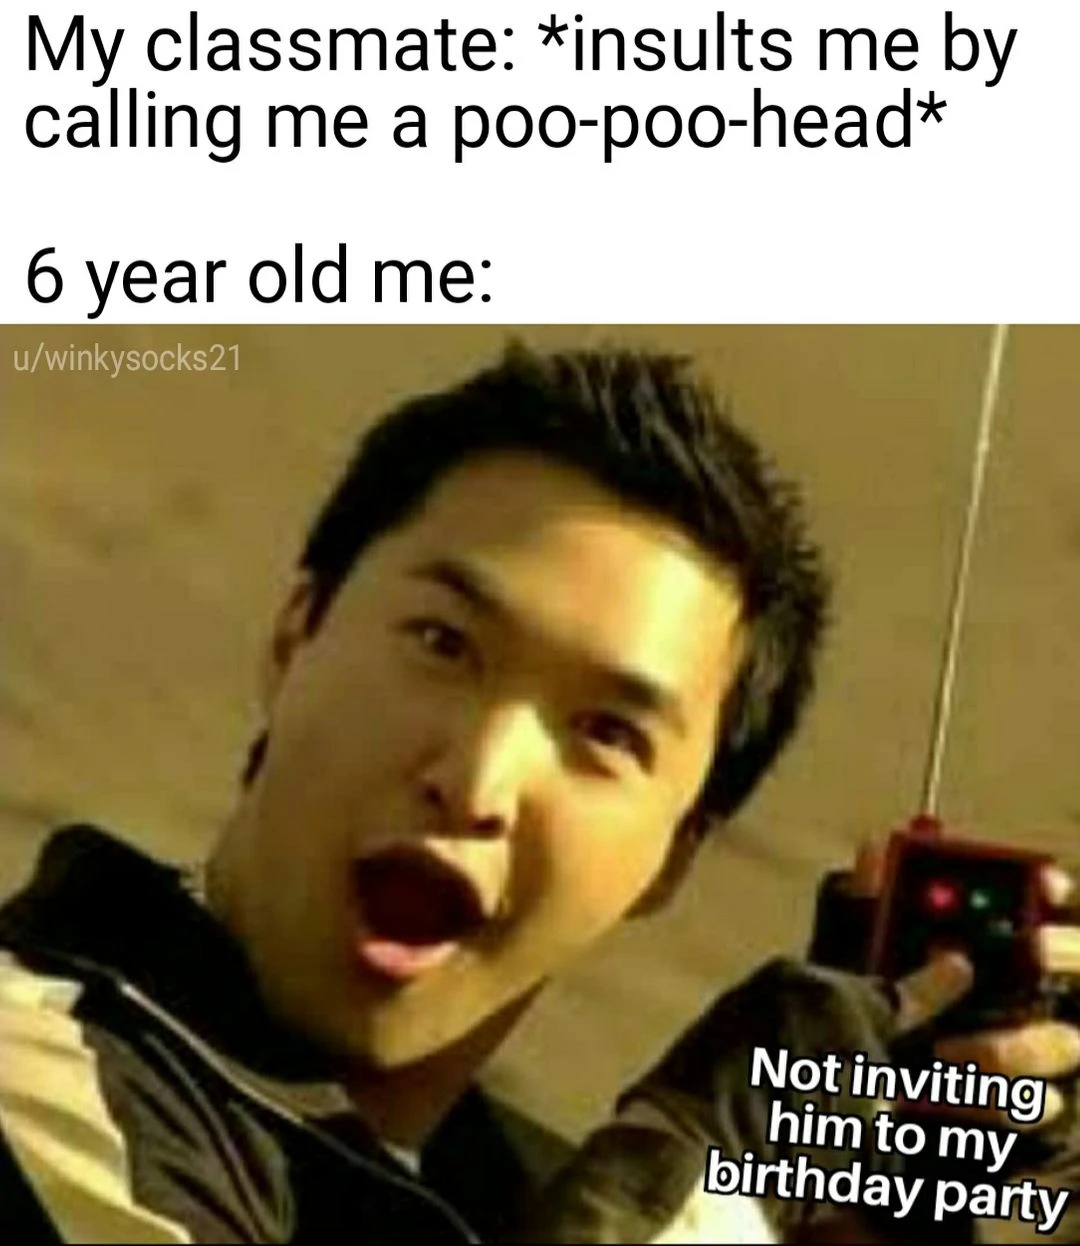 My classmate: *insults me by
calling me a poo-poo-head*
6 year old me:
u/winkysocks21
Not inviting
him to my
birthday party